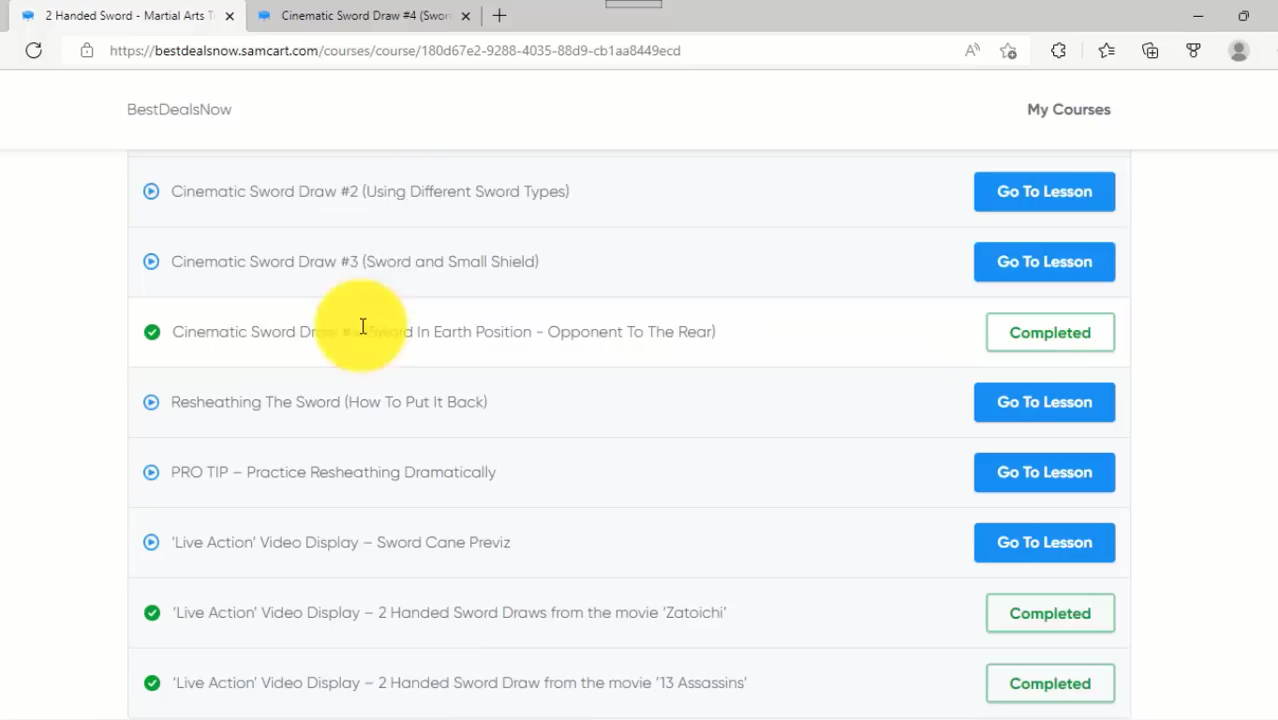 2 Handed Sword - Martial Arts T
Cinematic Sword Draw #4 (Swor
https://bestdealsnow.samcart.com/courses/course/180d67e2-9288-4035-88d9-cb1aa8449ecd
BestDealsNow
My Courses
Cinematic Sword Draw #2 (Using Different Sword Types)
Go To Lesson
Cinematic Sword Draw #3 (Sword and Small Shield)
Go To Lesson
Cinematic Sword Draw In Earth Position - Opponent To The Rear)
Completed
Resheathing The Sword (How To Put It Back)
Go To Lesson
PRO TIP – Practice Resheathing Dramatically
Go To Lesson
'Live Action' Video Display – Sword Cane Previz
Go To Lesson
'Live Action' Video Display – 2 Handed Sword Draws from the movie 'Zatoichi'
Completed
'Live Action' Video Display – 2 Handed Sword Draw from the movie '13 Assassins'
Completed